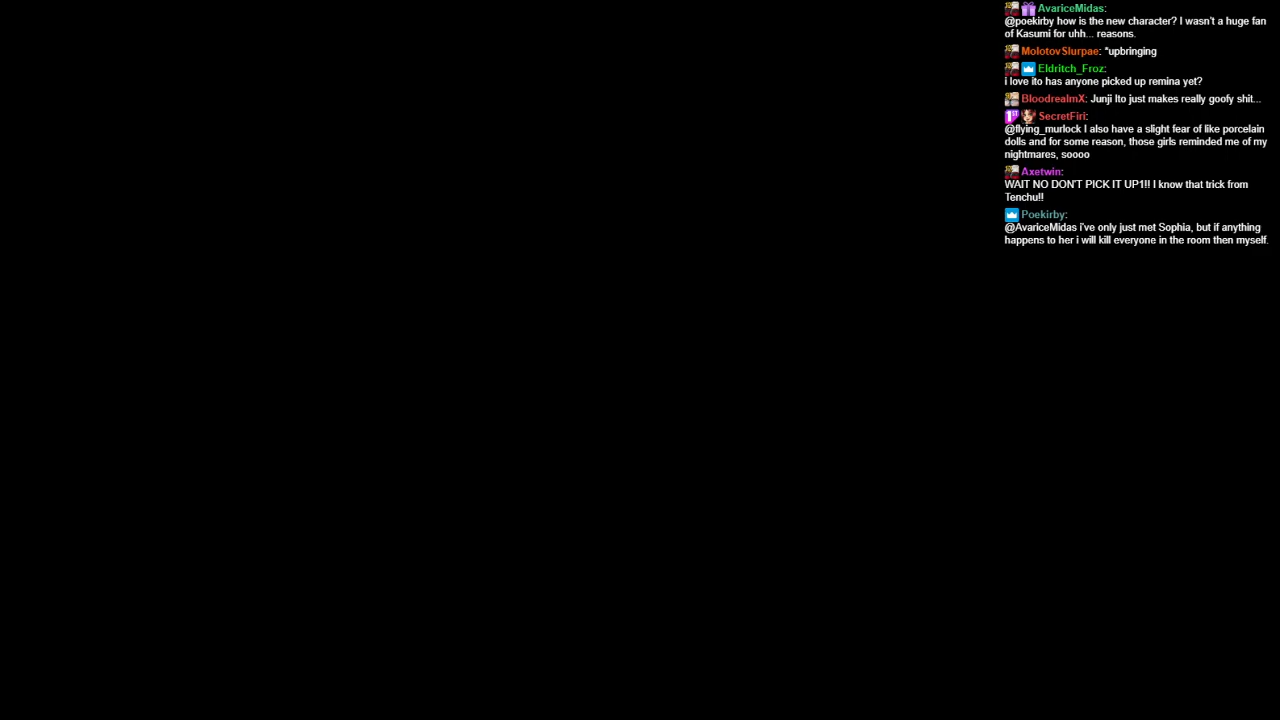 AvariceMidas:
@poekirby how is the new character? I wasn't a huge fan
of Kasumi for uhh... reasons.
MolotovSlurpae: *upbringing
Eldritch_Froz:
i love ito has anyone picked up remina yet?
BloodrealmX: Junji Ito just makes really goofy shit...
SecretFiri:
@flying_murlock I also have a slight fear of like porcelain
dolls and for some reason, those girls reminded me of my
nightmares, soooo
Axetwin:
WAIT NO DON'T PICK IT UP1!! I know that trick from
Tenchu!!
Poekirby:
@AvariceMidas i've only just met Sophia, but if anything
happens to her i will kill everyone in the room then myself.